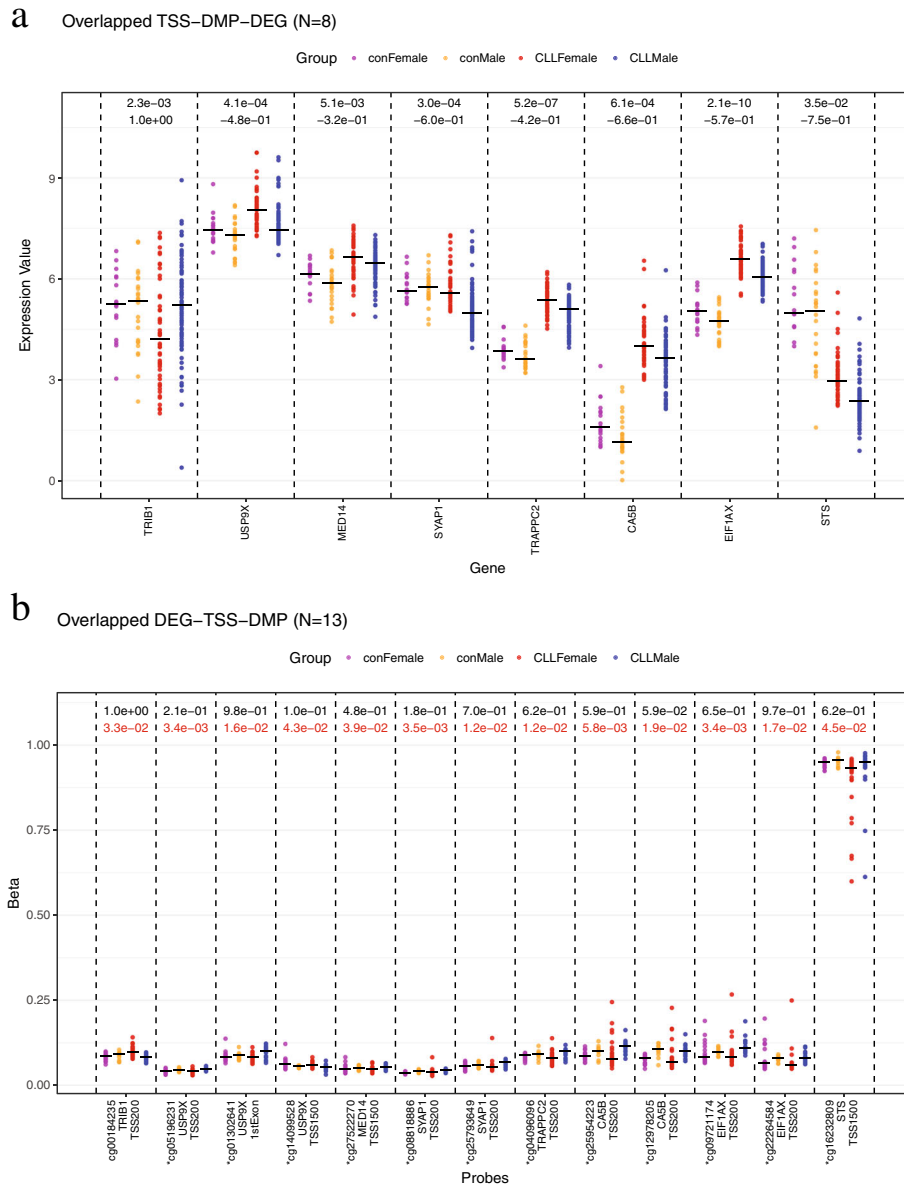 a
Overlapped TSS−DMP−DEG (N=8)
Group conFemale conMale CLLFemale CLLMale
2.3e−03 4.1e−04 5.1e−03 3.0e−04 5.2e−07 6.1e−04 2.1e−10 3.5e−02
1.0e+00 −4.8e−01 −3.2e−01 −6.0e−01 −4.2e−01 −6.6e−01 −5.7e−01 −7.5e−01
9
6
3
0
Expression Value
TRIB1 USP9X MED14 SYAP1 TRAPPC2 CA5B EIF1AX STS
Gene
b
Overlapped DEG−TSS−DMP (N=13)
Group conFemale conMale CLLFemale CLLMale
1.0e+00 2.1e−01 9.8e−01 1.0e−01 4.8e−01 1.8e−01 7.0e−01 6.2e−01 5.9e−01 5.9e−02 6.5e−01 9.7e−01 6.2e−01
3.3e−02 3.4e−03 1.6e−02 4.3e−02 3.9e−02 3.5e−03 1.2e−02 1.2e−02 5.8e−03 1.9e−02 3.4e−03 1.7e−02 4.5e−02
1.00
0.75
0.50
0.25
0.00
Beta
cg00184235
TRIB1
TSS200
*cg05196231
USP9X
TSS200
*cg01302641
USP9X
1stExon
*cg14099528
USP9X
TSS1500
*cg27522270
MED14
TSS1500
*cg08818886
SYAP1
TSS200
*cg25793649
SYAP1
TSS200
*cg04096096
TRAPPC2
TSS200
*cg25954223
CA5B
TSS200
*cg12978205
CA5B
TSS200
*cg09721174
EIF1AX
TSS200
*cg22264584
EIF1AX
TSS200
*cg16232809
STS
TSS1500
Probes